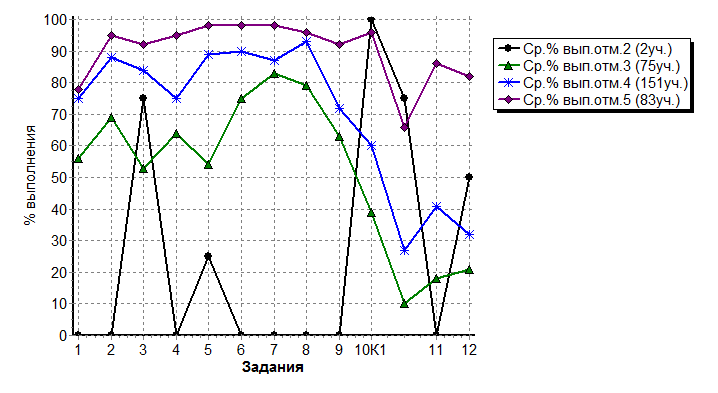 100
90
80
70
60
50
40
30
20
10
0
% выполнения
1 2 3 4 5 6 7 8 9 10К1 11 12
Задания
Ср.% вып.отм.2 (2уч.)
Ср.% вып.отм.3 (75уч.)
Ср.% вып.отм.4 (151уч.)
Ср.% вып.отм.5 (83уч.)